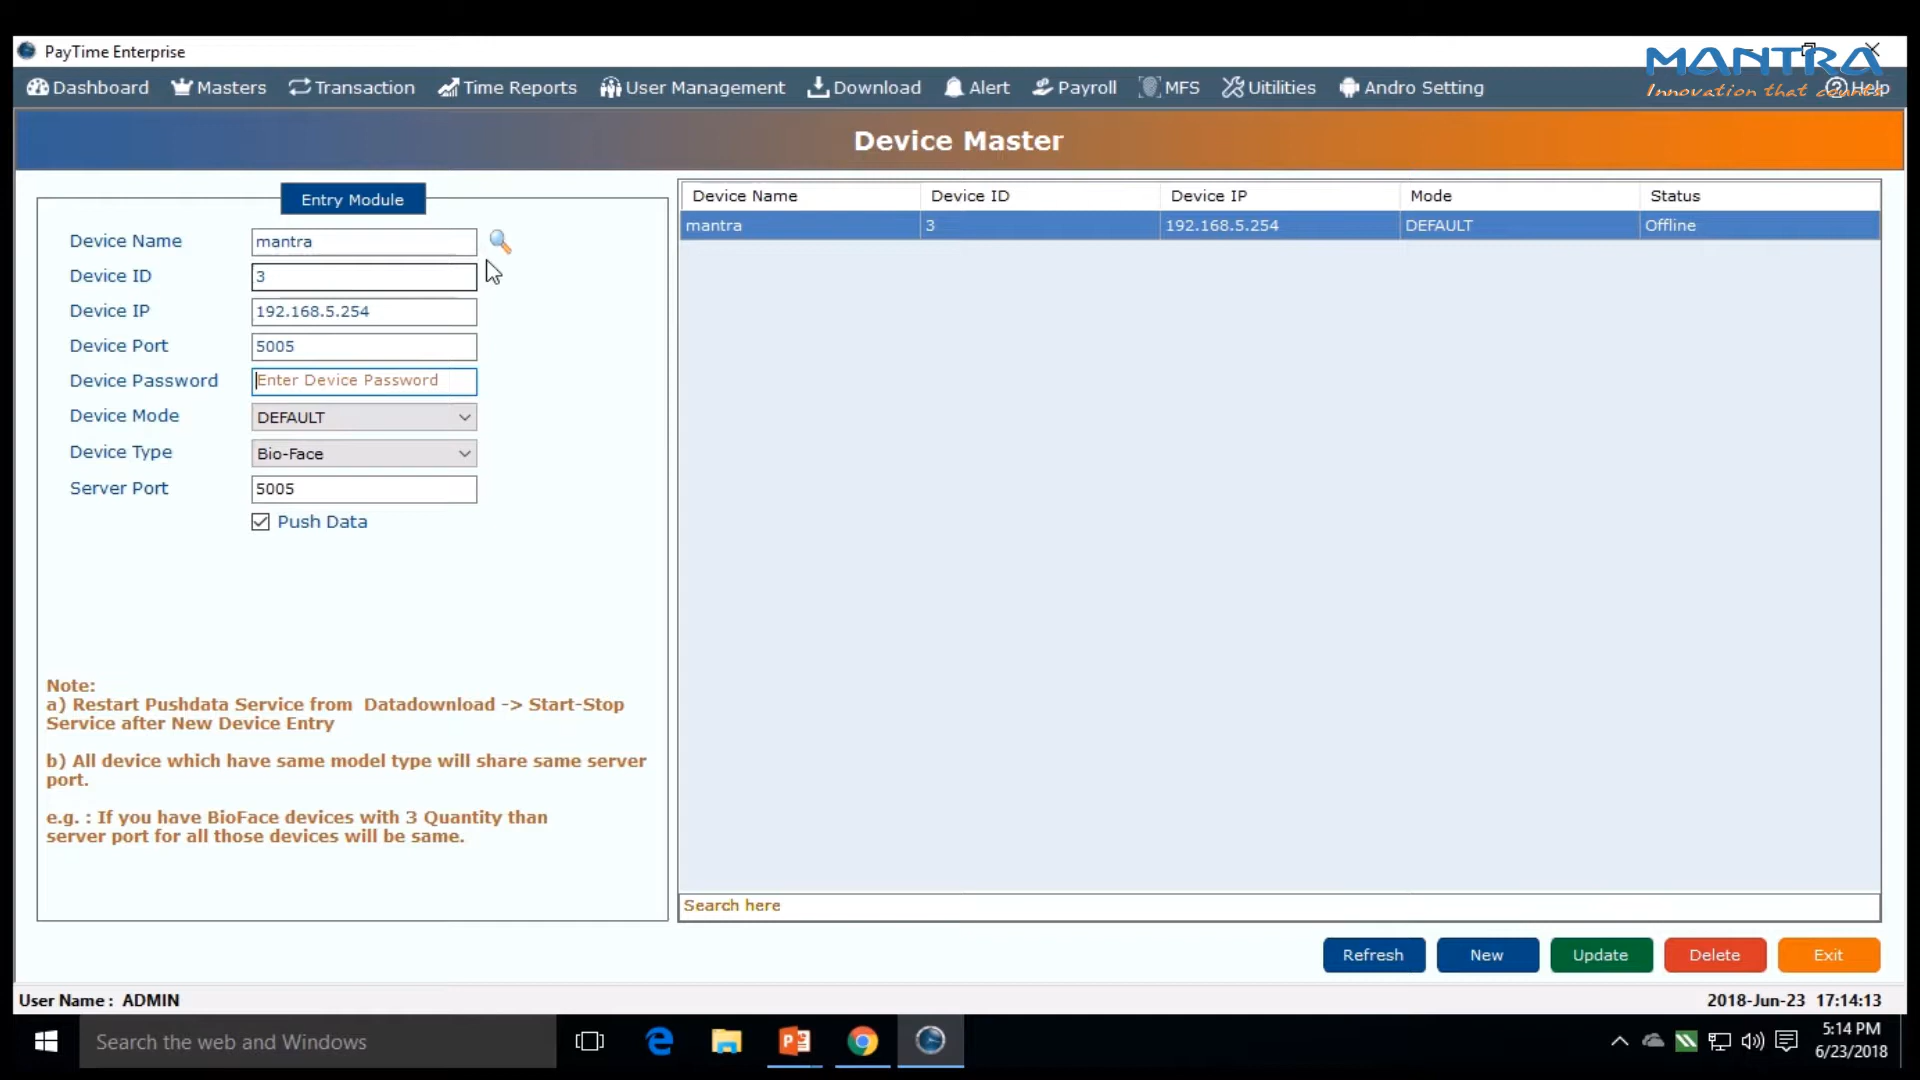 PayTime Enterprise
MANTRA
Innovation that counts
Dashboard Masters Transaction Time Reports User Management Download Alert Payroll MFS Uitilities Andro Setting Help
Device Master
Entry Module
Device Name mantra
Device ID 3
Device IP 192.168.5.254
Device Port 5005
Device Password Enter Device Password
Device Mode DEFAULT
Device Type Bio-Face
Server Port 5005
Push Data
Note:
a) Restart Pushdata Service from Datadownload -> Start-Stop
Service after New Device Entry
b) All device which have same model type will share same server
port.
e.g. : If you have BioFace devices with 3 Quantity than
server port for all those devices will be same.
Device Name Device ID Device IP Mode Status
mantra 3 192.168.5.254 DEFAULT Offline
Search here
Refresh New Update Delete Exit
User Name : ADMIN 2018-Jun-23 17:14:13
Search the web and Windows
5:14 PM
6/23/2018